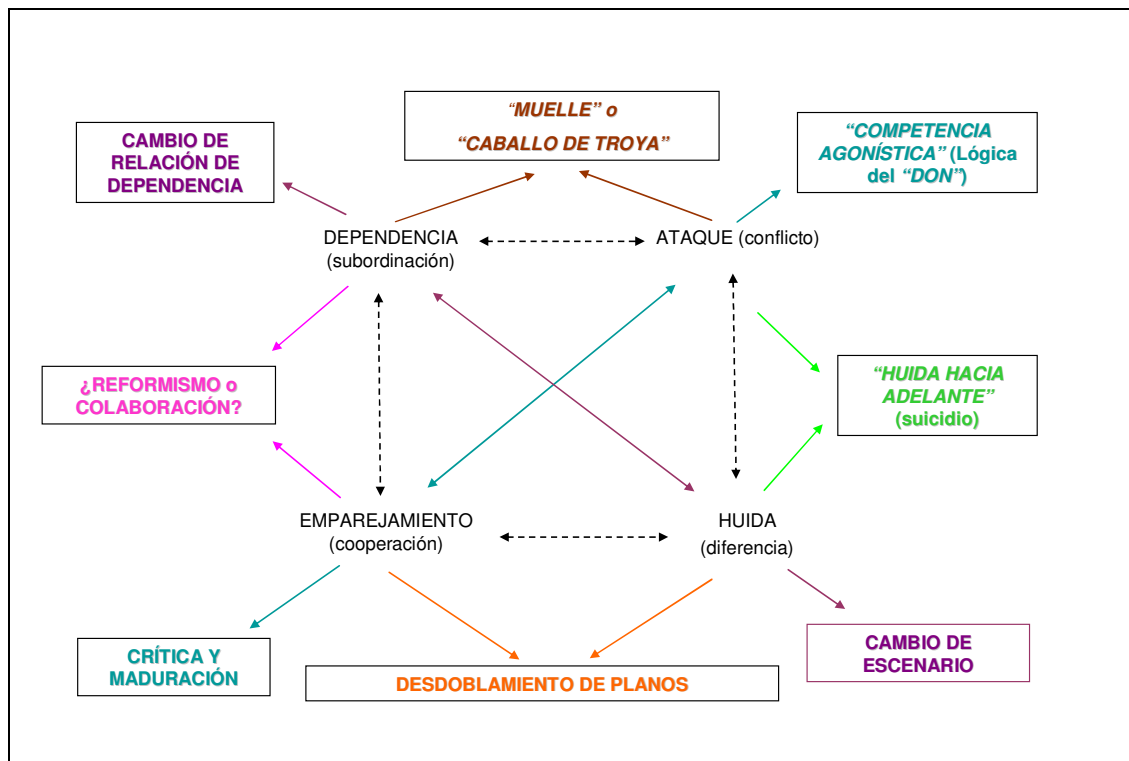 “MUELLE” o
“CABALLO DE TROYA”
CAMBIO DE
RELACIÓN DE
DEPENDENCIA
“COMPETENCIA
AGONÍSTICA” (Lógica
del “DON”)
DEPENDENCIA
(subordinación)
ATAQUE (conflicto)
¿REFORMISMO o
COLABORACIÓN?
“HUIDA HACIA
ADELANTE”
(suicidio)
EMPAREJAMIENTO
(cooperación)
HUIDA
(diferencia)
CRÍTICA Y
MADURACIÓN
DESDOBLAMIENTO DE PLANOS
CAMBIO DE
ESCENARIO